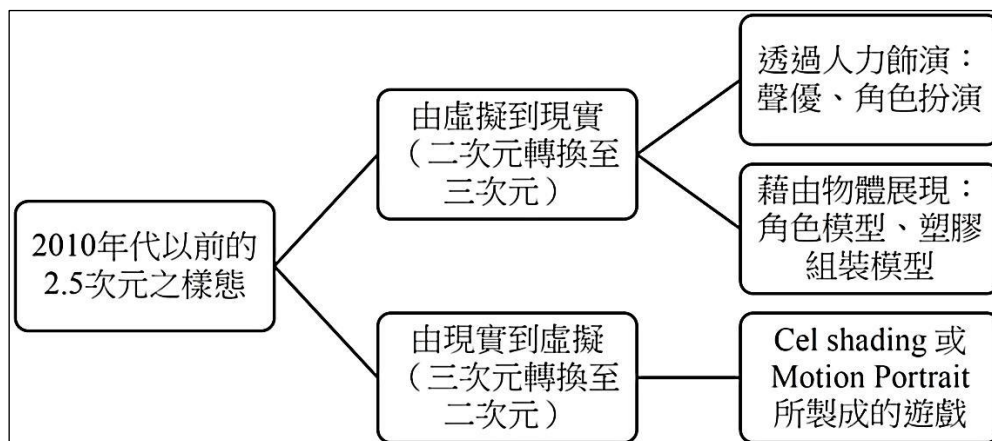 2010年代以前的
2.5次元之樣態
由虛擬到現實
（二次元轉換至
三次元）
透過人力飾演：
聲優、角色扮演
藉由物體展現：
角色模型、塑膠
組裝模型
由現實到虛擬
（三次元轉換至
二次元）
Cel shading 或
Motion Portrait
所製成的遊戲